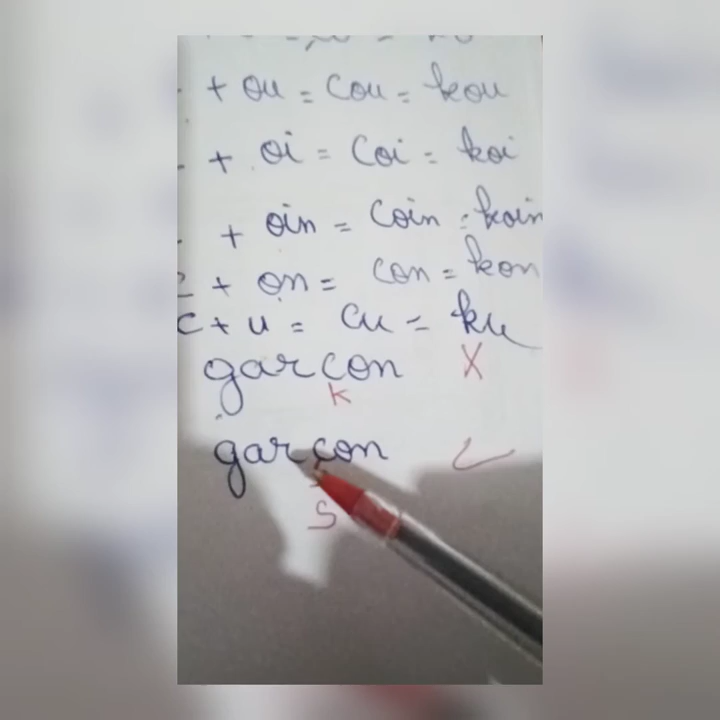 + ou = cou = kou
+ oi = coi = koi
+ oin = coin = koin
c + on = con = kon
c + u = cu = ku
garcon X
k
garçon
s